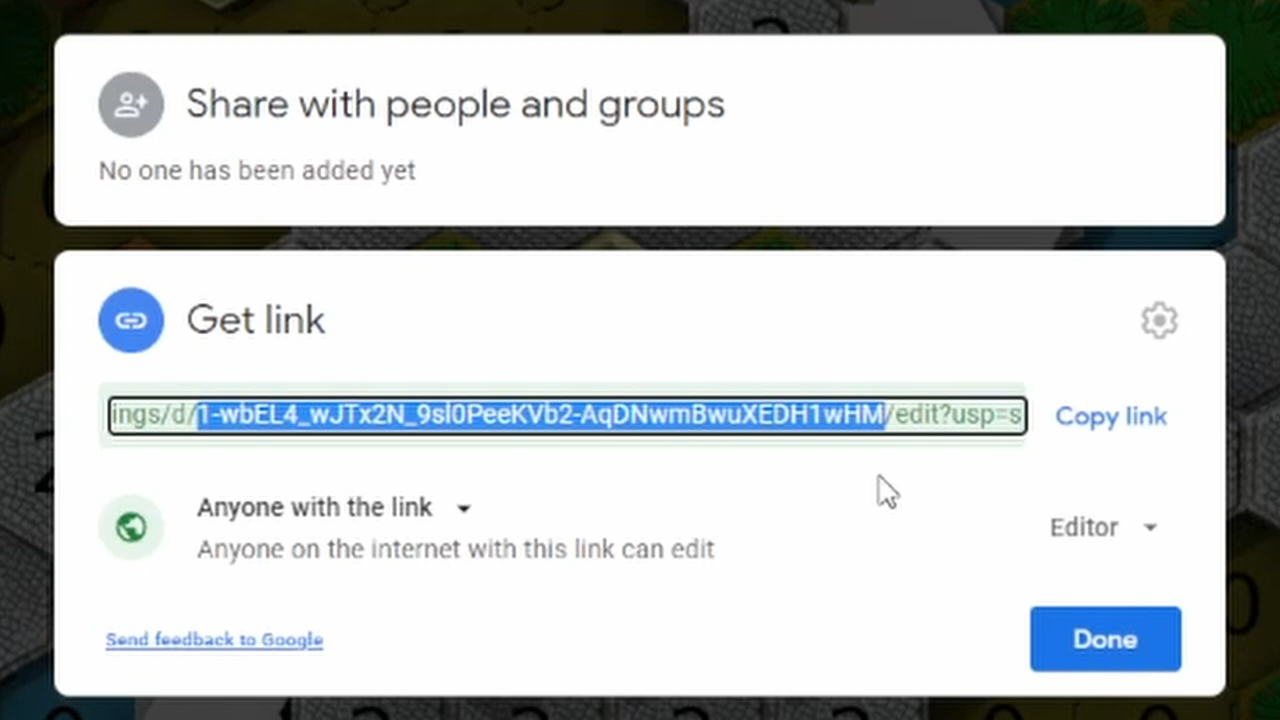 Share with people and groups
No one has been added yet
Get link
ings/d/1-wbEL4_wJTx2N_9sl0PeeKVb2-AqDNwmBwuXEDH1wHM/edit?usp=s
Copy link
Anyone with the link
Anyone on the internet with this link can edit
Editor
Send feedback to Google
Done